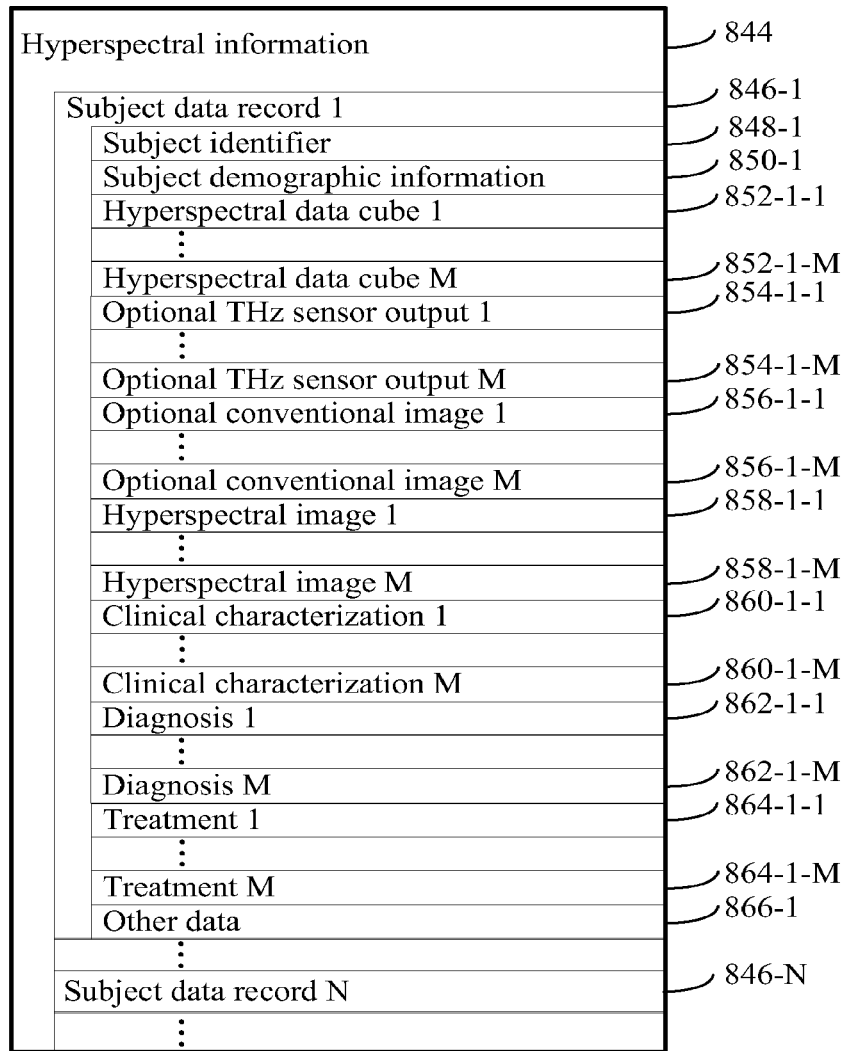 Hyperspectral information 844
Subject data record 1 846-1
Subject identifier 848-1
Subject demographic information 850-1
Hyperspectral data cube 1 852-1-1
⋮
Hyperspectral data cube M 852-1-M
Optional THz sensor output 1 854-1-1
⋮
Optional THz sensor output M 854-1-M
Optional conventional image 1 856-1-1
⋮
Optional conventional image M 856-1-M
Hyperspectral image 1 858-1-1
⋮
Hyperspectral image M 858-1-M
Clinical characterization 1 860-1-1
⋮
Clinical characterization M 860-1-M
Diagnosis 1 862-1-1
⋮
Diagnosis M 862-1-M
Treatment 1 864-1-1
⋮
Treatment M 864-1-M
Other data 866-1
⋮
Subject data record N 846-N
⋮